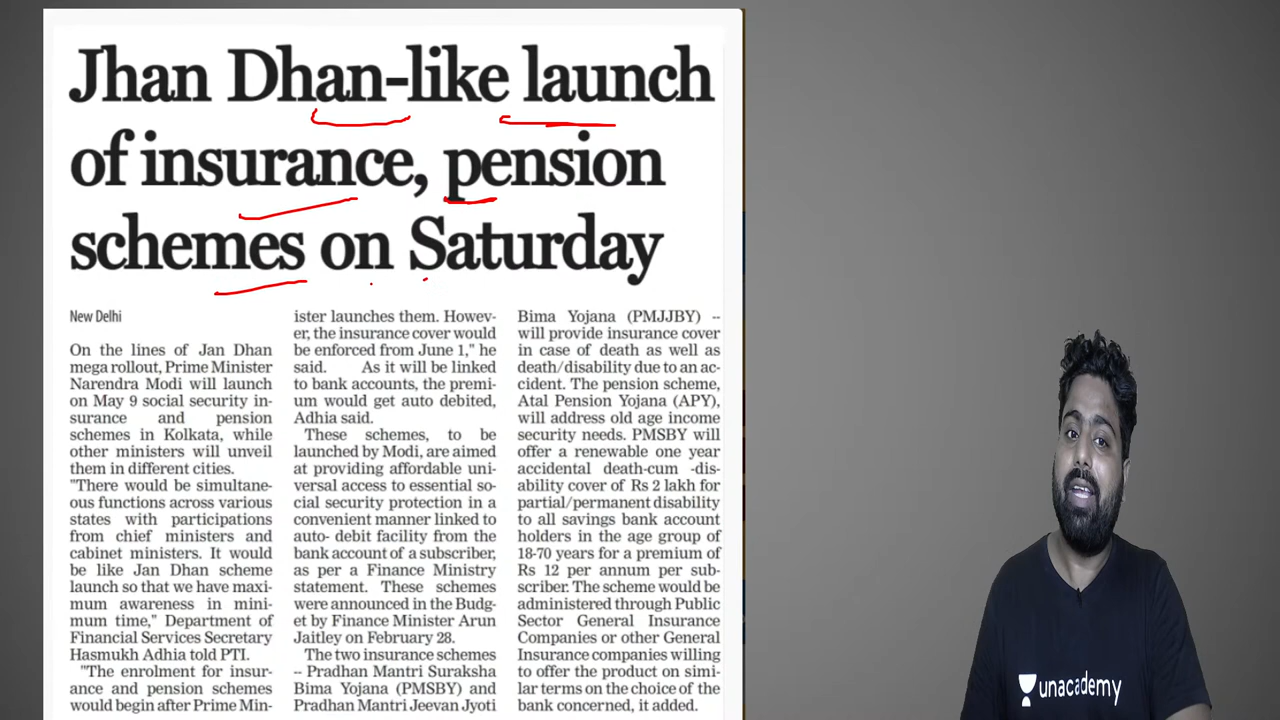 Jhan Dhan-like launch
of insurance, pension
schemes on Saturday
New Delhi
On the lines of Jan Dhan
mega rollout, Prime Minister
Narendra Modi will launch
on May 9 social security in-
surance and pension
schemes in Kolkata, while
other ministers will unveil
them in different cities.
"There would be simultane-
ous functions across various
states with participations
from chief ministers and
cabinet ministers. It would
be like Jan Dhan scheme
launch so that we have maxi-
mum awareness in mini-
mum time," Department of
Financial Services Secretary
Hasmukh Adhia told PTI.
"The enrolment for insur-
ance and pension schemes
would begin after Prime Min-
ister launches them. Howev-
er, the insurance cover would
be enforced from June 1," he
said. As it will be linked
to bank accounts, the premi-
um would get auto debited,
Adhia said.
These schemes, to be
launched by Modi, are aimed
at providing affordable uni-
versal access to essential so-
cial security protection in a
convenient manner linked to
auto- debit facility from the
bank account of a subscriber,
as per a Finance Ministry
statement. These schemes
were announced in the Budg-
et by Finance Minister Arun
Jaitley on February 28.
The two insurance schemes
-- Pradhan Mantri Suraksha
Bima Yojana (PMSBY) and
Pradhan Mantri Jeevan Jyoti
Bima Yojana (PMJJBY) --
will provide insurance cover
in case of death as well as
death/disability due to an ac-
cident. The pension scheme,
Atal Pension Yojana (APY),
will address old age income
security needs. PMSBY will
offer a renewable one year
accidental death-cum -dis-
ability cover of Rs 2 lakh for
partial/permanent disability
to all savings bank account
holders in the age group of
18-70 years for a premium of
Rs 12 per annum per sub-
scriber. The scheme would be
administered through Public
Sector General Insurance
Companies or other General
Insurance companies willing
to offer the product on simi-
lar terms on the choice of the
bank concerned, it added.
unacademy